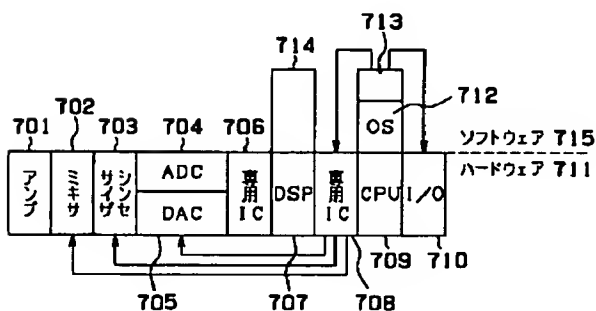 713
714
702
712
701
703
704
706
OS
ソフトウェア 715
ハードウェア 711
アンプ
ミキサ
シンセサイザ
ADC
DAC
専用IC
DSP
専用IC
CPU
I/O
709
710
705
707
708